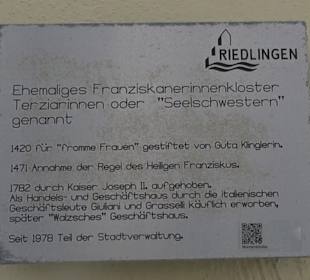 RIEDLINGEN
Ehemaliges Franziskanerinnenkloster
Terziarinnen oder "Seelschwestern"
genannt
1420 für "fromme Frauen" gestiftet von Guta Klinglerin.
1471 Annahme der Regel des Heiligen Franziskus.
1782 durch Kaiser Joseph II. aufgehoben.
Als Handels- und Geschäftshaus durch die italienischen
Geschäftsleute Giuliani und Grasselli käuflich erworben,
später "Walzsches" Geschäftshaus.
Seit 1978 Teil der Stadtverwaltung.